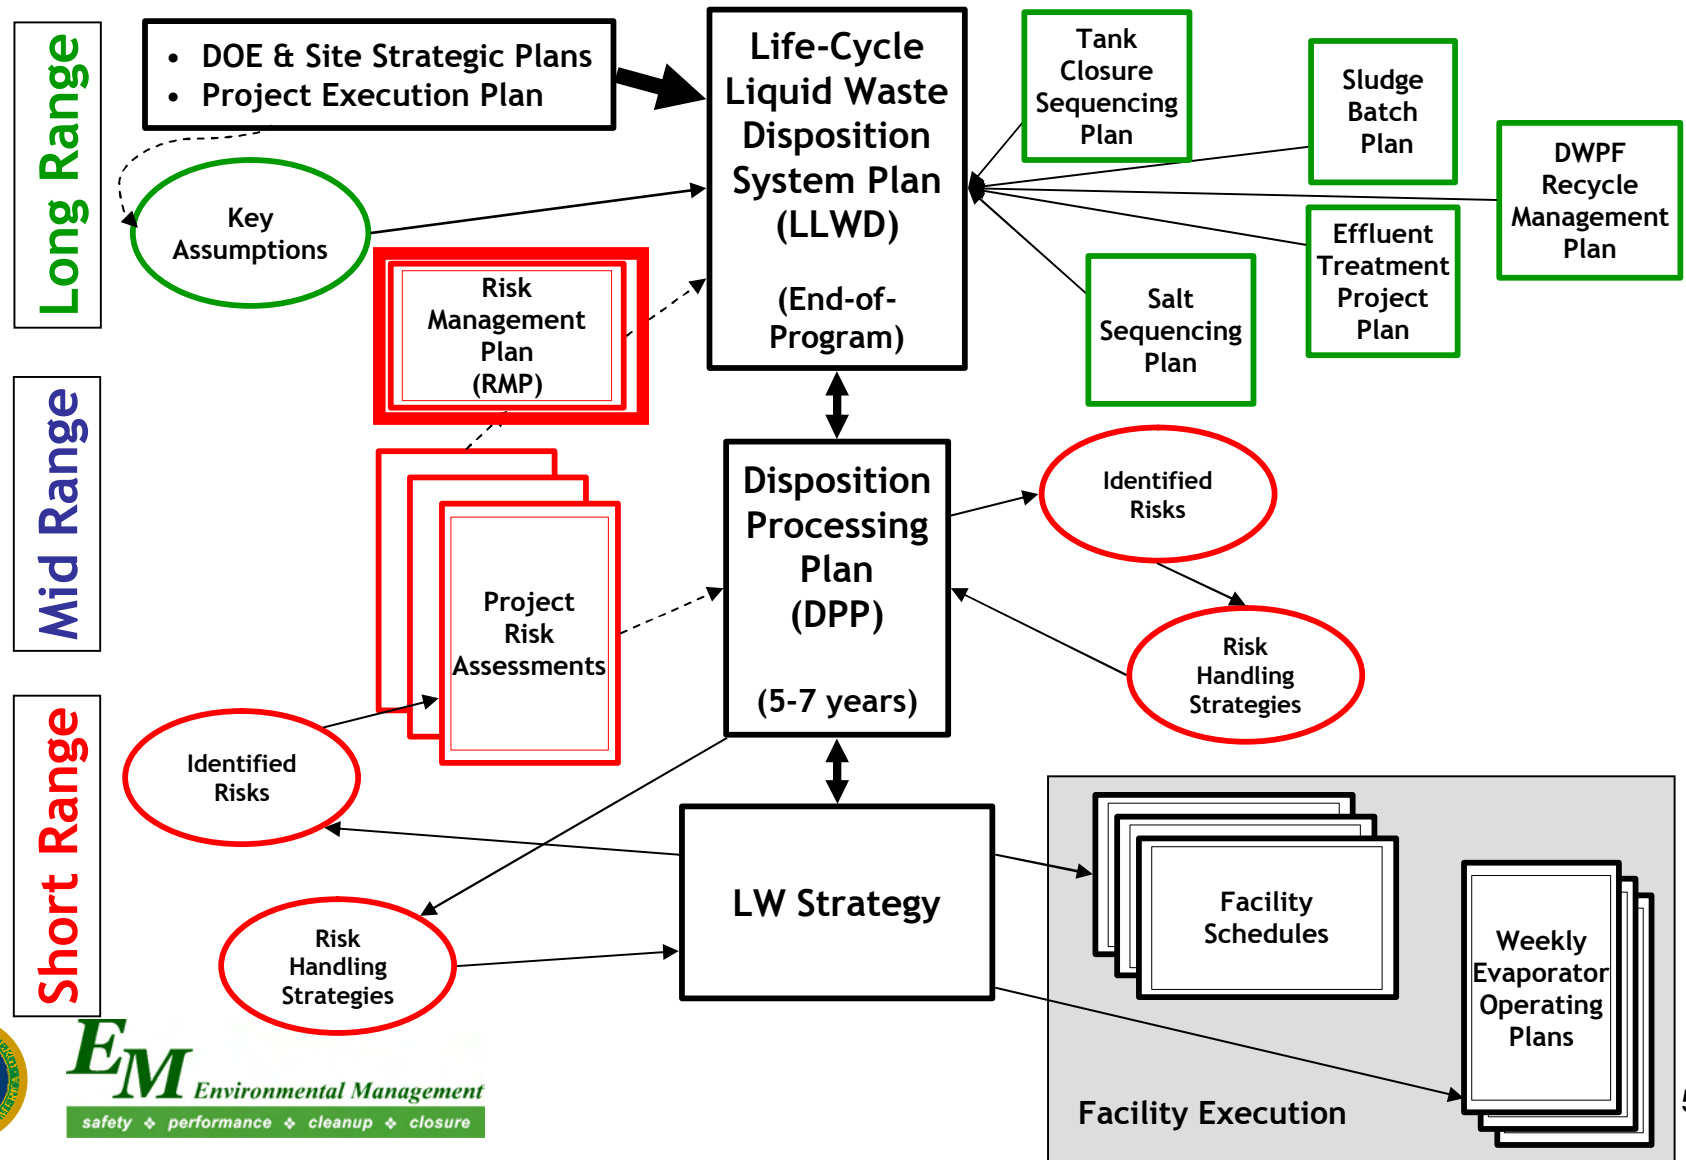 Long Range
• DOE & Site Strategic Plans
• Project Execution Plan
Life-Cycle
Liquid Waste
Disposition
System Plan
(LLWD)
(End-of-
Program)
Tank
Closure
Sequencing
Plan
Sludge
Batch
Plan
DWPF
Recycle
Management
Plan
Effluent
Treatment
Project
Plan
Salt
Sequencing
Plan
Key
Assumptions
Risk
Management
Plan
(RMP)
Mid Range
Project
Risk
Assessments
Disposition
Processing
Plan
(DPP)
(5-7 years)
Identified
Risks
Risk
Handling
Strategies
Short Range
Identified
Risks
Risk
Handling
Strategies
LW Strategy
Facility
Schedules
Weekly
Evaporator
Operating
Plans
Facility Execution
EM Environmental Management
safety ❖ performance ❖ cleanup ❖ closure